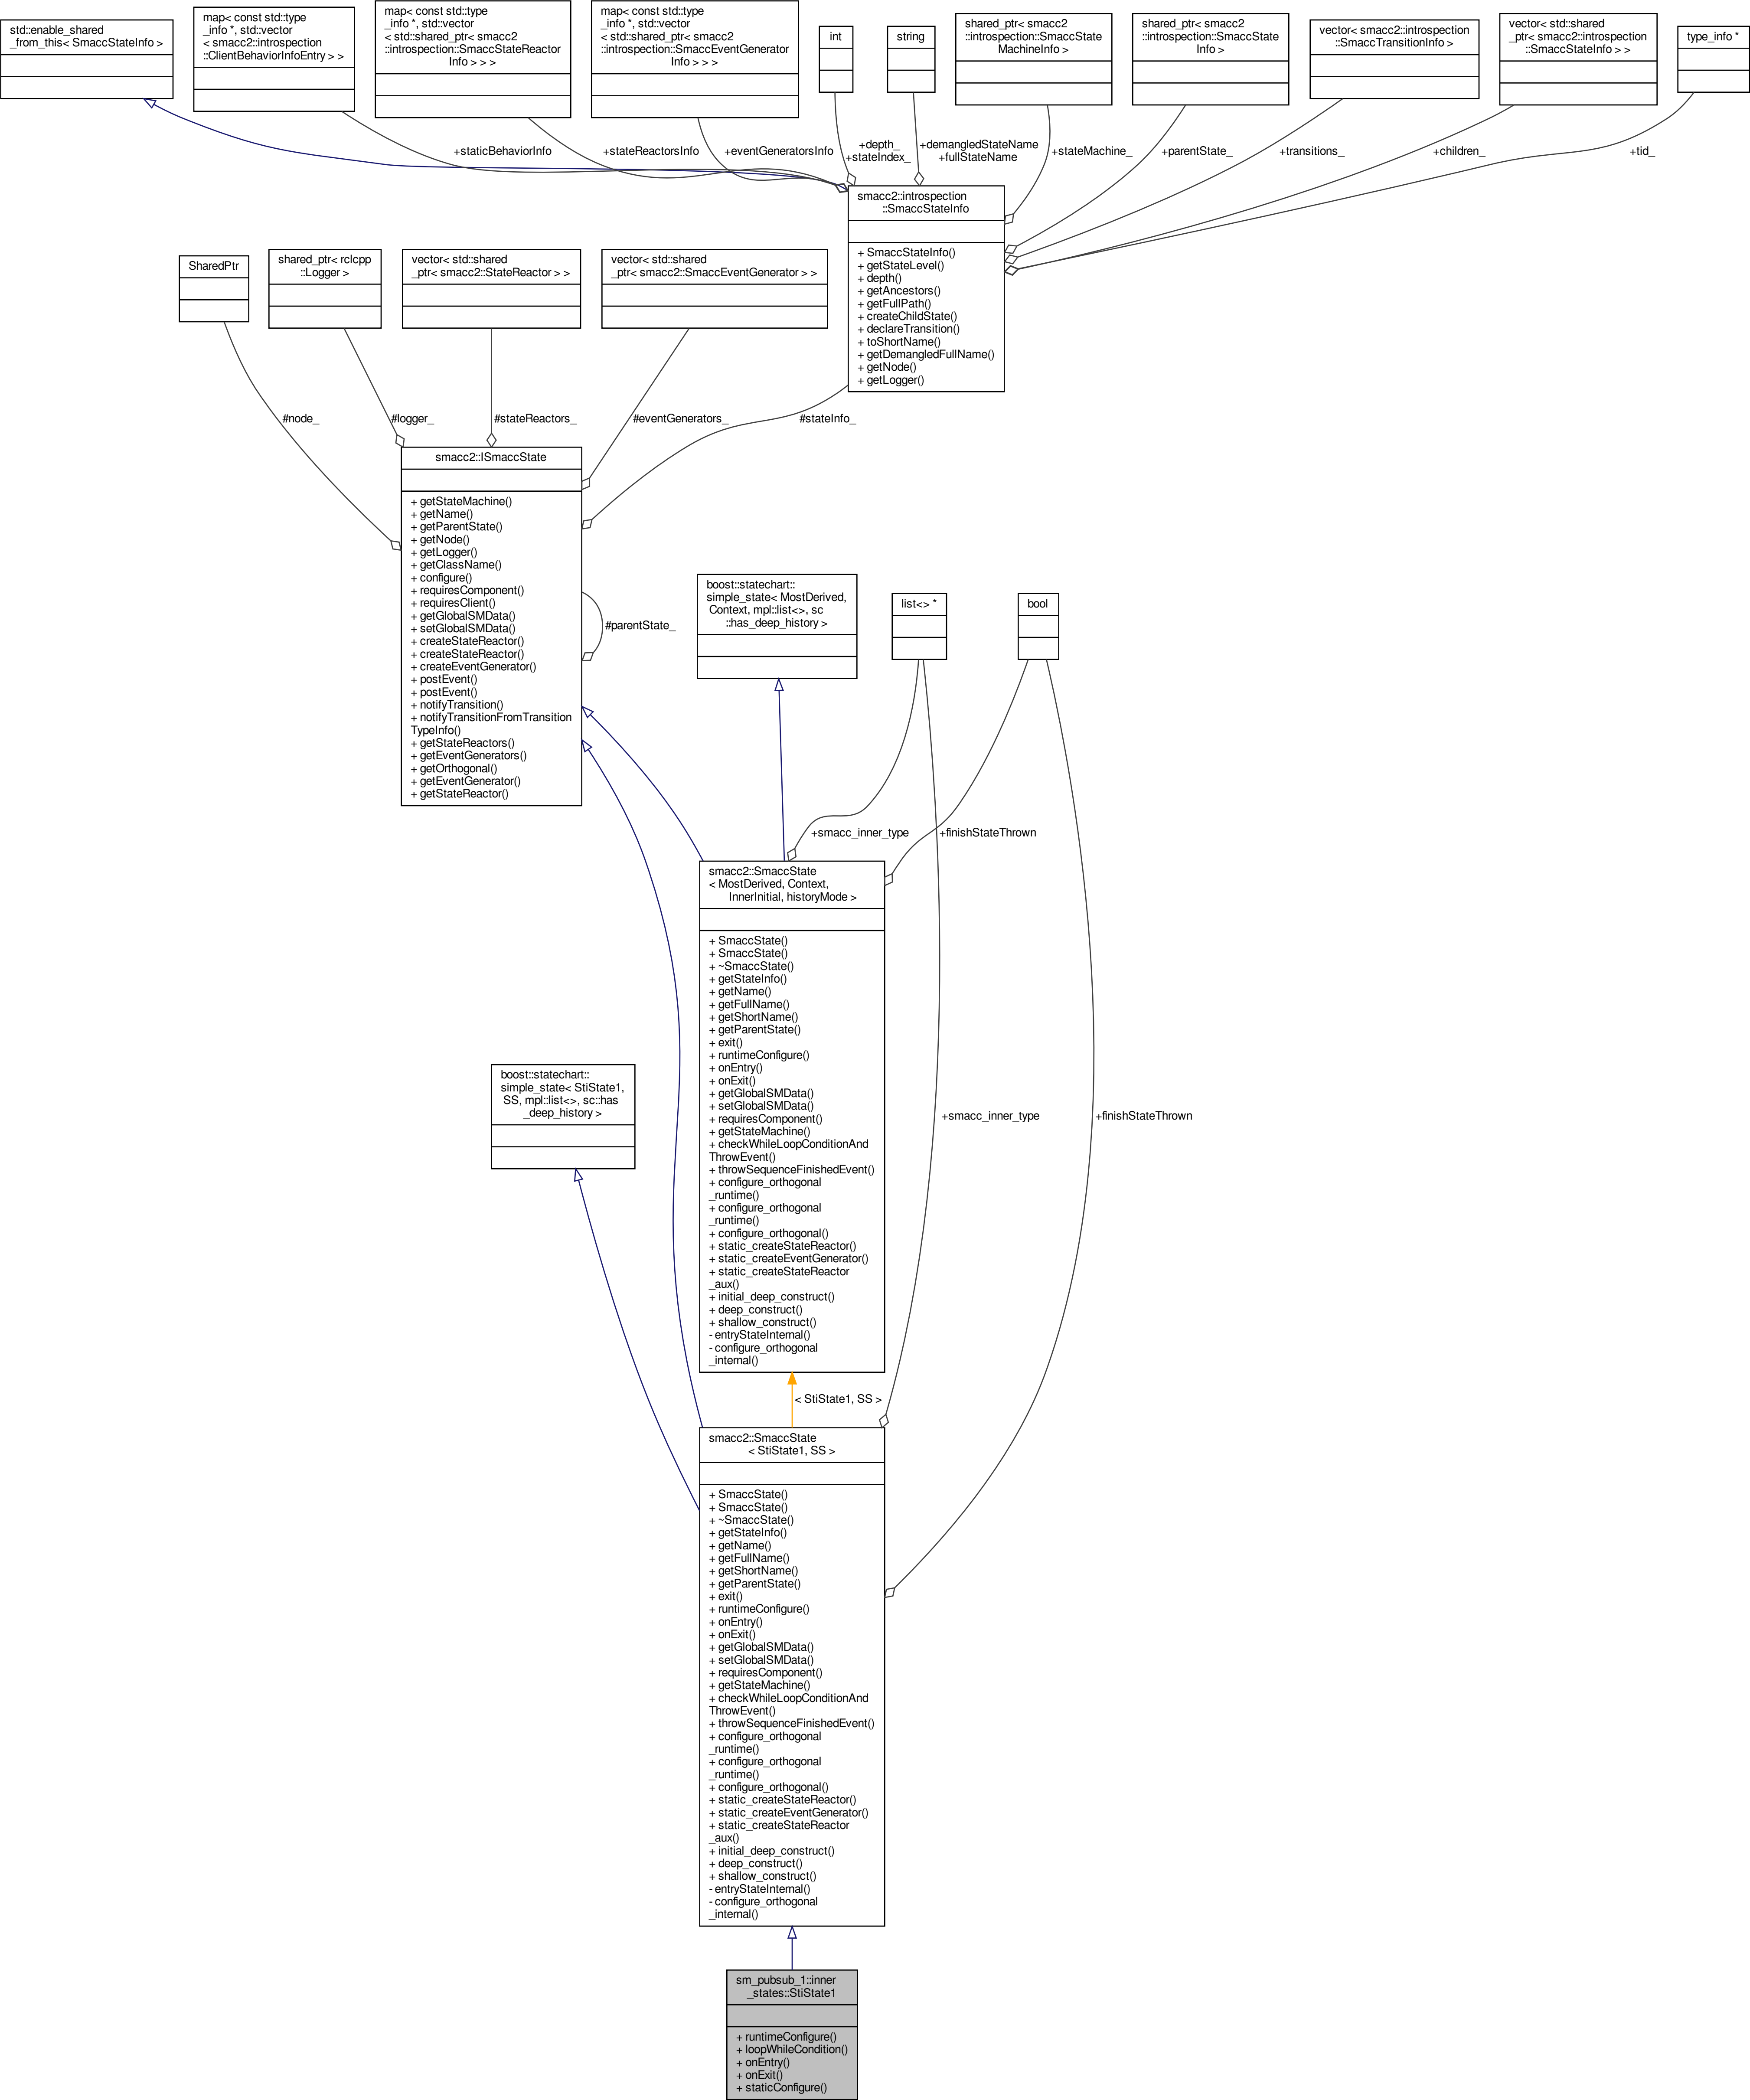 std::enable_shared
_from_this< SmaccStateInfo >
map< const std::type
_info *, std::vector
< smacc2::introspection
::ClientBehaviorInfoEntry > >
map< const std::type
_info *, std::vector
< std::shared_ptr< smacc2
::introspection::SmaccStateReactor
Info > > >
map< const std::type
_info *, std::vector
< std::shared_ptr< smacc2
::introspection::SmaccEventGenerator
Info > > >
int
string
shared_ptr< smacc2
::introspection::SmaccState
MachineInfo >
shared_ptr< smacc2
::introspection::SmaccState
Info >
vector< smacc2::introspection
::SmaccTransitionInfo >
vector< std::shared
_ptr< smacc2::introspection
::SmaccStateInfo > >
type_info *
+staticBehaviorInfo
+stateReactorsInfo
+eventGeneratorsInfo
+depth_
+stateIndex_
+demangledStateName
+fullStateName
+stateMachine_
+parentState_
+transitions_
+children_
+tid_
smacc2::introspection
::SmaccStateInfo
+ SmaccStateInfo()
+ getStateLevel()
+ depth()
+ getAncestors()
+ getFullPath()
+ createChildState()
+ declareTransition()
+ toShortName()
+ getDemangledFullName()
+ getNode()
+ getLogger()
SharedPtr
shared_ptr< rclcpp
::Logger >
vector< std::shared
_ptr< smacc2::StateReactor > >
vector< std::shared
_ptr< smacc2::SmaccEventGenerator > >
#node_
#logger_
#stateReactors_
#eventGenerators_
#stateInfo_
smacc2::ISmaccState
+ getStateMachine()
+ getName()
+ getParentState()
+ getNode()
+ getLogger()
+ getClassName()
+ configure()
+ requiresComponent()
+ requiresClient()
+ getGlobalSMData()
+ setGlobalSMData()
+ createStateReactor()
+ createStateReactor()
+ createEventGenerator()
+ postEvent()
+ postEvent()
+ notifyTransition()
+ notifyTransitionFromTransition
TypeInfo()
+ getStateReactors()
+ getEventGenerators()
+ getOrthogonal()
+ getEventGenerator()
+ getStateReactor()
#parentState_
boost::statechart::
simple_state< MostDerived,
Context, mpl::list<>, sc
::has_deep_history >
list<> *
bool
+smacc_inner_type
+finishStateThrown
smacc2::SmaccState
< MostDerived, Context,
InnerInitial, historyMode >
+ SmaccState()
+ SmaccState()
+ ~SmaccState()
+ getStateInfo()
+ getName()
+ getFullName()
+ getShortName()
+ getParentState()
+ exit()
+ runtimeConfigure()
+ onEntry()
+ onExit()
+ getGlobalSMData()
+ setGlobalSMData()
+ requiresComponent()
+ getStateMachine()
+ checkWhileLoopConditionAnd
ThrowEvent()
+ throwSequenceFinishedEvent()
+ configure_orthogonal
_runtime()
+ configure_orthogonal
_runtime()
+ configure_orthogonal()
+ static_createStateReactor()
+ static_createEventGenerator()
+ static_createStateReactor
_aux()
+ initial_deep_construct()
+ deep_construct()
+ shallow_construct()
- entryStateInternal()
- configure_orthogonal
_internal()
boost::statechart::
simple_state< StiState1,
SS, mpl::list<>, sc::has
_deep_history >
+smacc_inner_type
+finishStateThrown
< StiState1, SS >
smacc2::SmaccState
< StiState1, SS >
+ SmaccState()
+ SmaccState()
+ ~SmaccState()
+ getStateInfo()
+ getName()
+ getFullName()
+ getShortName()
+ getParentState()
+ exit()
+ runtimeConfigure()
+ onEntry()
+ onExit()
+ getGlobalSMData()
+ setGlobalSMData()
+ requiresComponent()
+ getStateMachine()
+ checkWhileLoopConditionAnd
ThrowEvent()
+ throwSequenceFinishedEvent()
+ configure_orthogonal
_runtime()
+ configure_orthogonal
_runtime()
+ configure_orthogonal()
+ static_createStateReactor()
+ static_createEventGenerator()
+ static_createStateReactor
_aux()
+ initial_deep_construct()
+ deep_construct()
+ shallow_construct()
- entryStateInternal()
- configure_orthogonal
_internal()
sm_pubsub_1::inner
_states::StiState1
+ runtimeConfigure()
+ loopWhileCondition()
+ onEntry()
+ onExit()
+ staticConfigure()